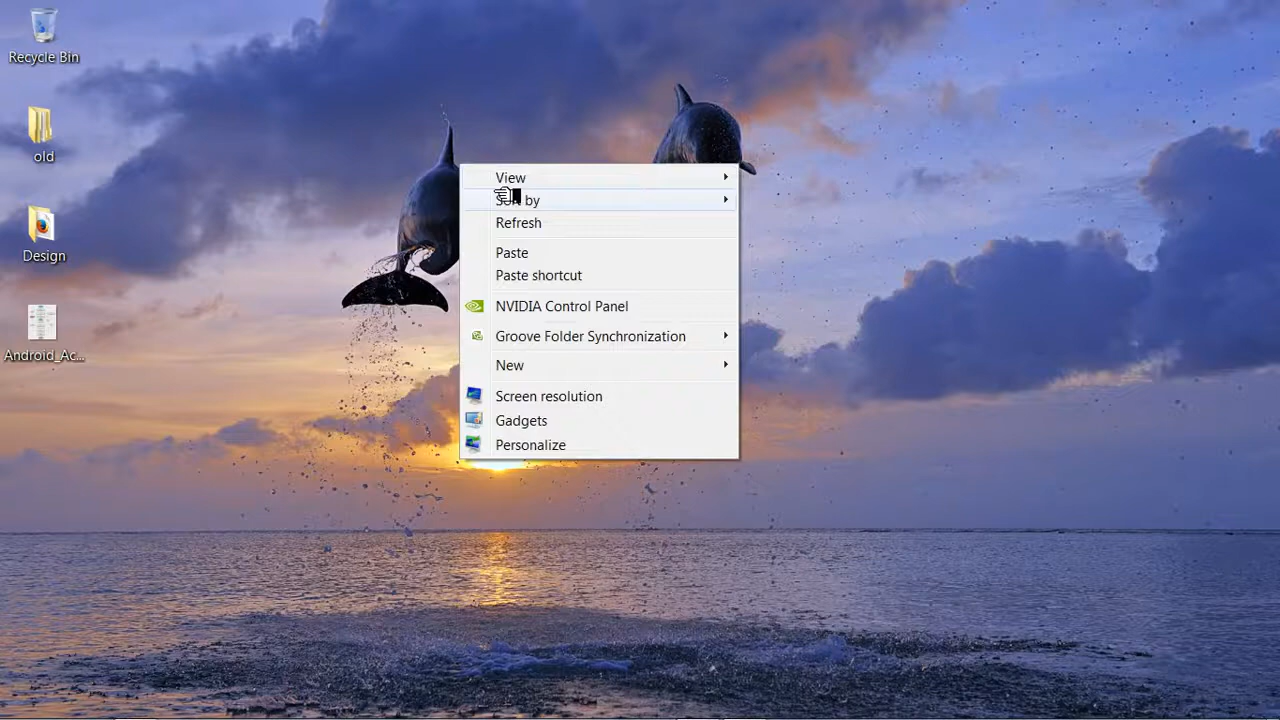 Recycle Bin
old
Design
Android_Ac...
View
by
Refresh
Paste
Paste shortcut
NVIDIA Control Panel
Groove Folder Synchronization
New
Screen resolution
Gadgets
Personalize